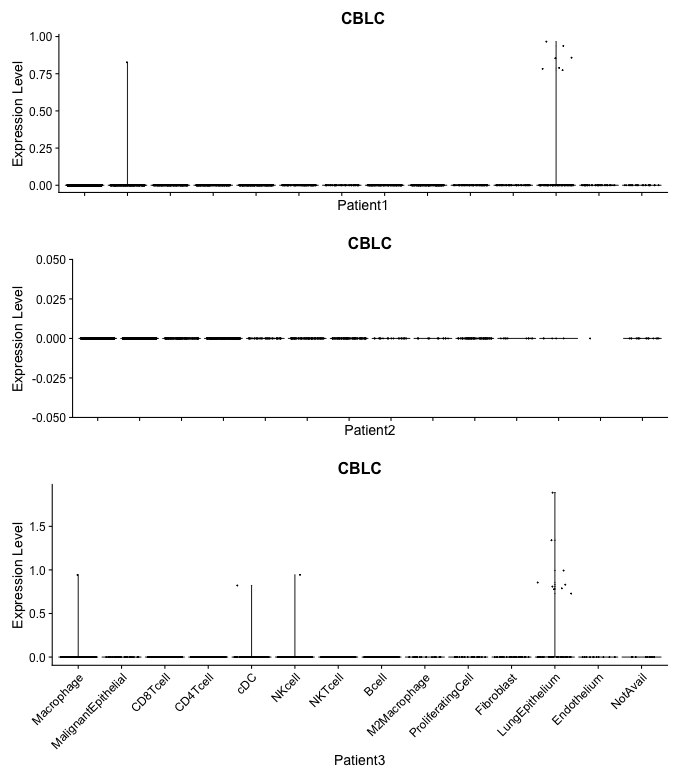 CBLC
Expression Level
1.00
0.75
0.50
0.25
0.00
Patient1
CBLC
Expression Level
0.050
0.025
0.000
-0.025
-0.050
Patient2
CBLC
Expression Level
1.5
1.0
0.5
0.0
Macrophage
MalignantEpithelial
CD8Tcell
CD4Tcell
cDC
NKcell
NKTcell
Bcell
M2Macrophage
ProliferatingCell
Fibroblast
LungEpithelium
Endothelium
NotAvail
Patient3